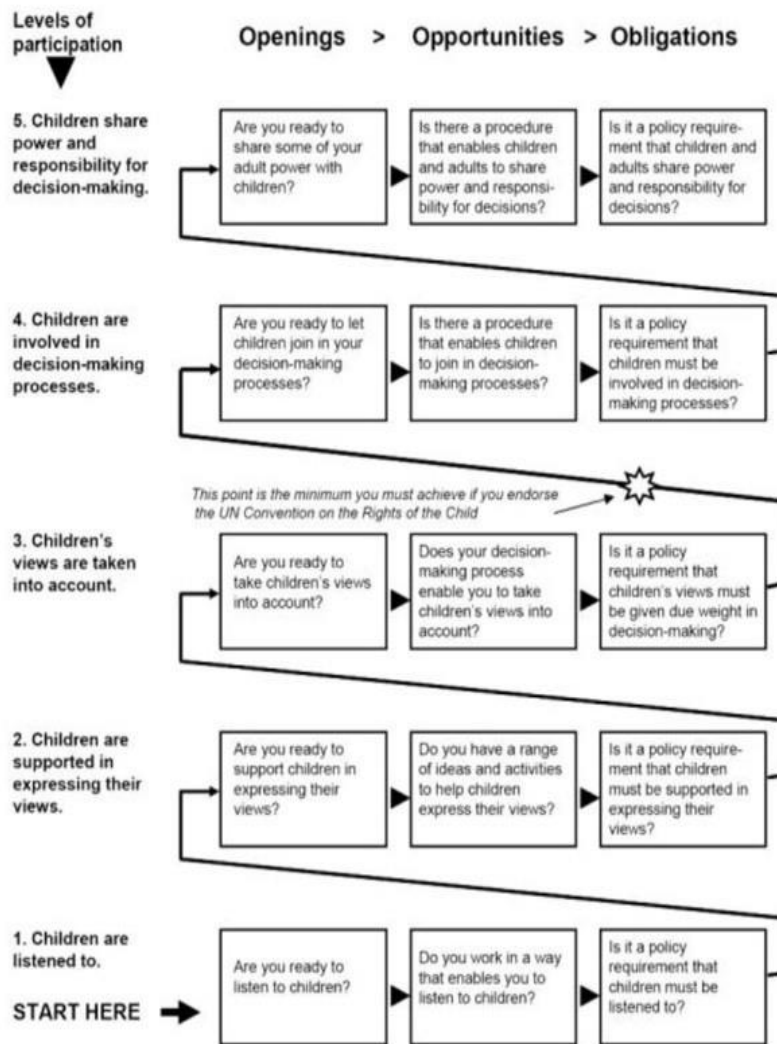 Levels of
participation
Openings > Opportunities > Obligations
5. Children share
power and
responsibility for
decision-making.
Are you ready to
share some of your
adult power with
children?
Is there a procedure
that enables children
and adults to share
power and responsi-
bility for decisions?
Is it a policy require-
ment that children and
adults share power
and responsibility for
decisions?
4. Children are
involved in
decision-making
processes.
Are you ready to let
children join in your
decision-making
processes?
Is there a procedure
that enables children
to join in decision-
making processes?
Is it a policy
requirement that
children must be
involved in decision-
making processes?
This point is the minimum you must achieve if you endorse
the UN Convention on the Rights of the Child
3. Children's
views are taken
into account.
Are you ready to
take children's views
into account?
Does your decision-
making process
enable you to take
children's views into
account?
Is it a policy
requirement that
children's views must
be given due weight in
decision-making?
2. Children are
supported in
expressing their
views.
Are you ready to
support children in
expressing their
views?
Do you have a range
of ideas and activities
to help children
express their views?
Is it a policy require-
ment that children
must be supported in
expressing their
views?
1. Children are
listened to.
START HERE
Are you ready to
listen to children?
Do you work in a way
that enables you to
listen to children?
Is it a policy
requirement that
children must be
listened to?